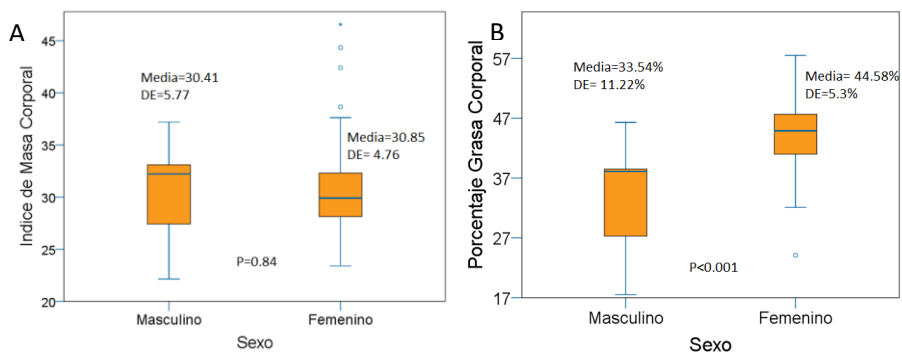 A
Indice de Masa Corporal
45
40
35
30
25
20
Media=30.41
DE=5.77
Media=30.85
DE= 4.76
P=0.84
Masculino
Femenino
Sexo
B
Porcentaje Grasa Corporal
57
47
37
27
17
Media=33.54%
DE= 11.22%
Media= 44.58%
DE=5.3%
P<0.001
Masculino
Femenino
Sexo